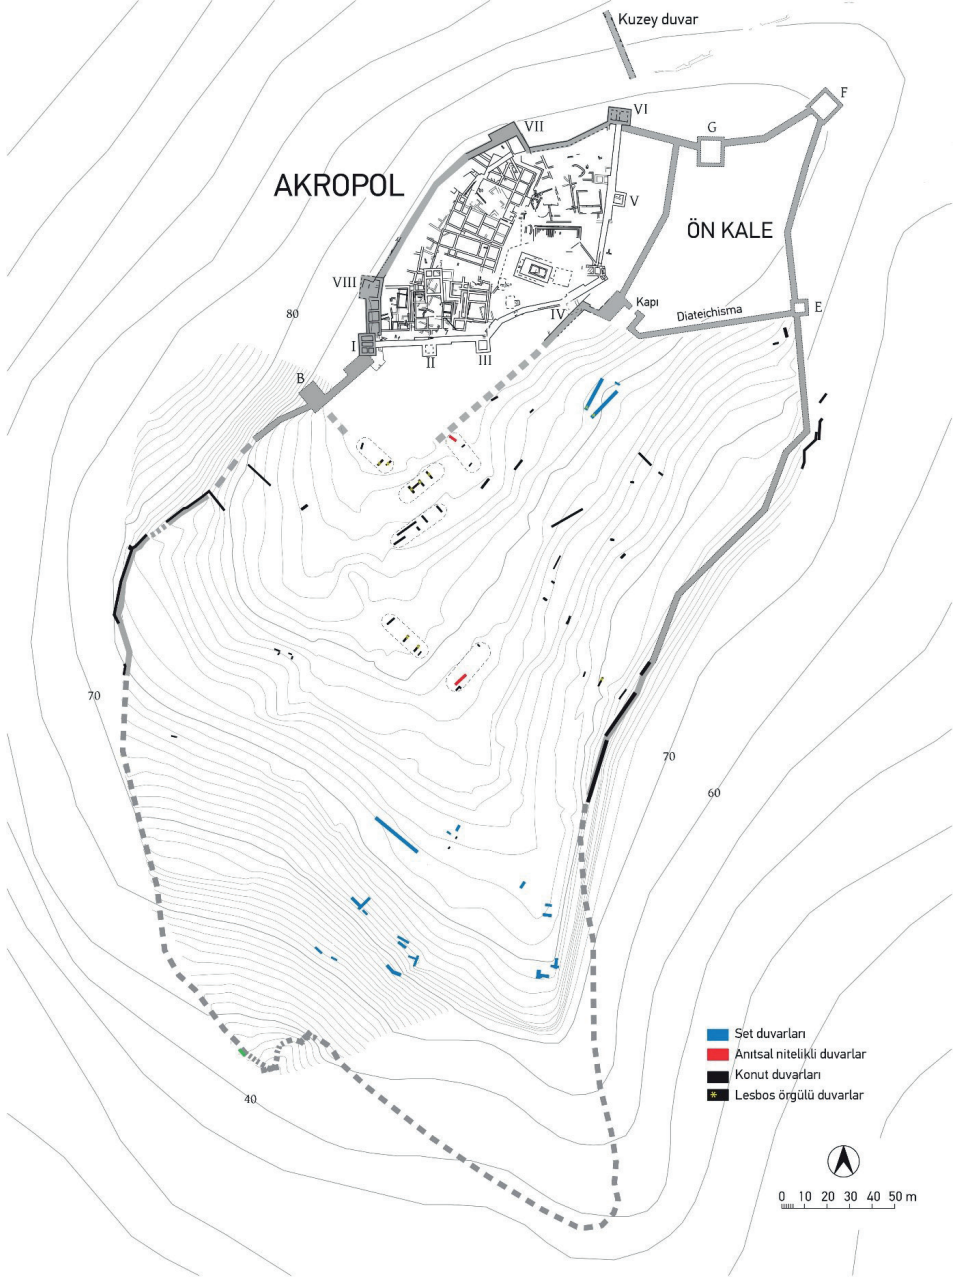 Kuzey duvar
F
VI
VII
G
AKROPOL
V
ÖN KALE
VIII
Kapı
IV
Diateichisma
E
80
I
II
III
B
70
70
60
40
Set duvarları
Anıtsal nitelikli duvarlar
Konut duvarları
* Lesbos örgülü duvarlar
0 10 20 30 40 50 m